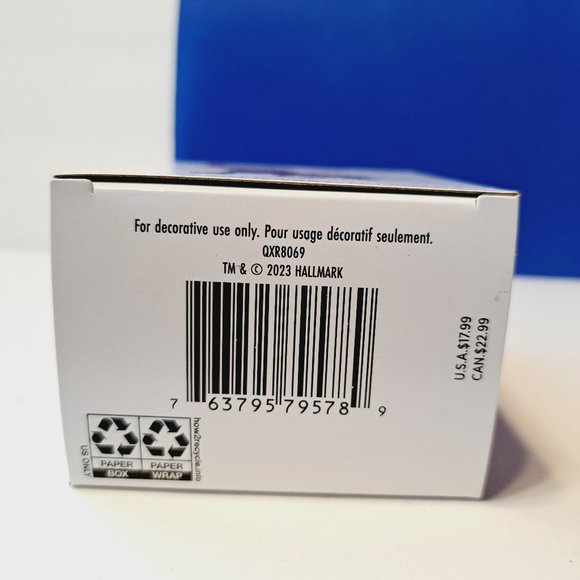 For decorative use only. Pour usage décoratif seulement.
QXR8069
TM & © 2023 HALLMARK
7 63795 79578 9
U.S.A.$17.99
CAN.$22.99
US ONLY
PAPER PAPER
BOX WRAP
how2recycle.info